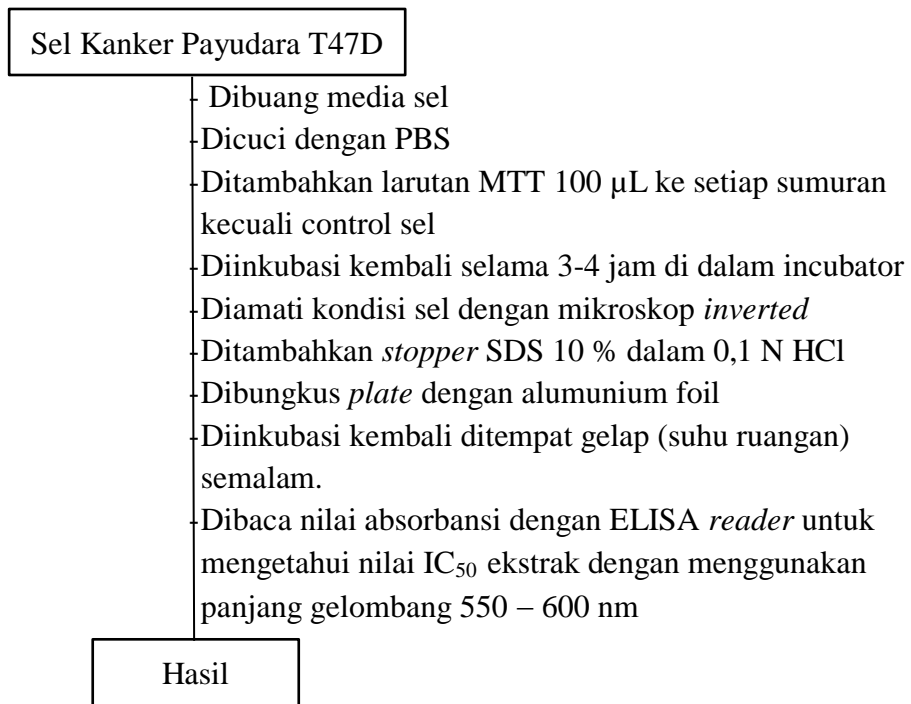 Sel Kanker Payudara T47D
- Dibuang media sel
-Dicuci dengan PBS
-Ditambahkan larutan MTT 100 µL ke setiap sumuran
kecuali control sel
-Diinkubasi kembali selama 3-4 jam di dalam incubator
-Diamati kondisi sel dengan mikroskop inverted
-Ditambahkan stopper SDS 10 % dalam 0,1 N HCl
-Dibungkus plate dengan alumunium foil
-Diinkubasi kembali ditempat gelap (suhu ruangan)
semalam.
-Dibaca nilai absorbansi dengan ELISA reader untuk
mengetahui nilai IC₅₀ ekstrak dengan menggunakan
panjang gelombang 550 – 600 nm
Hasil